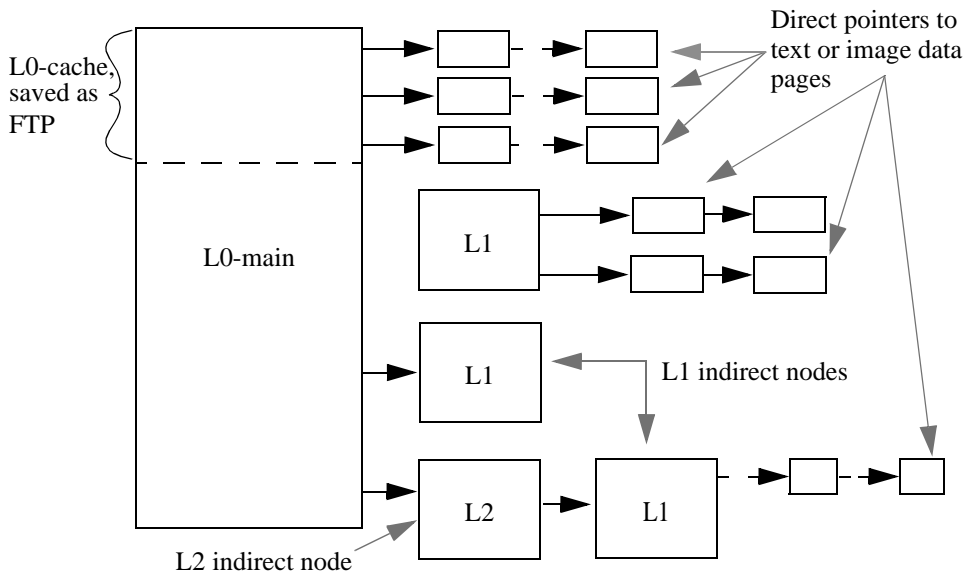 L0-cache,
saved as
FTP
Direct pointers to
text or image data
pages
L0-main
L1
L1
L1 indirect nodes
L2
L1
L2 indirect node